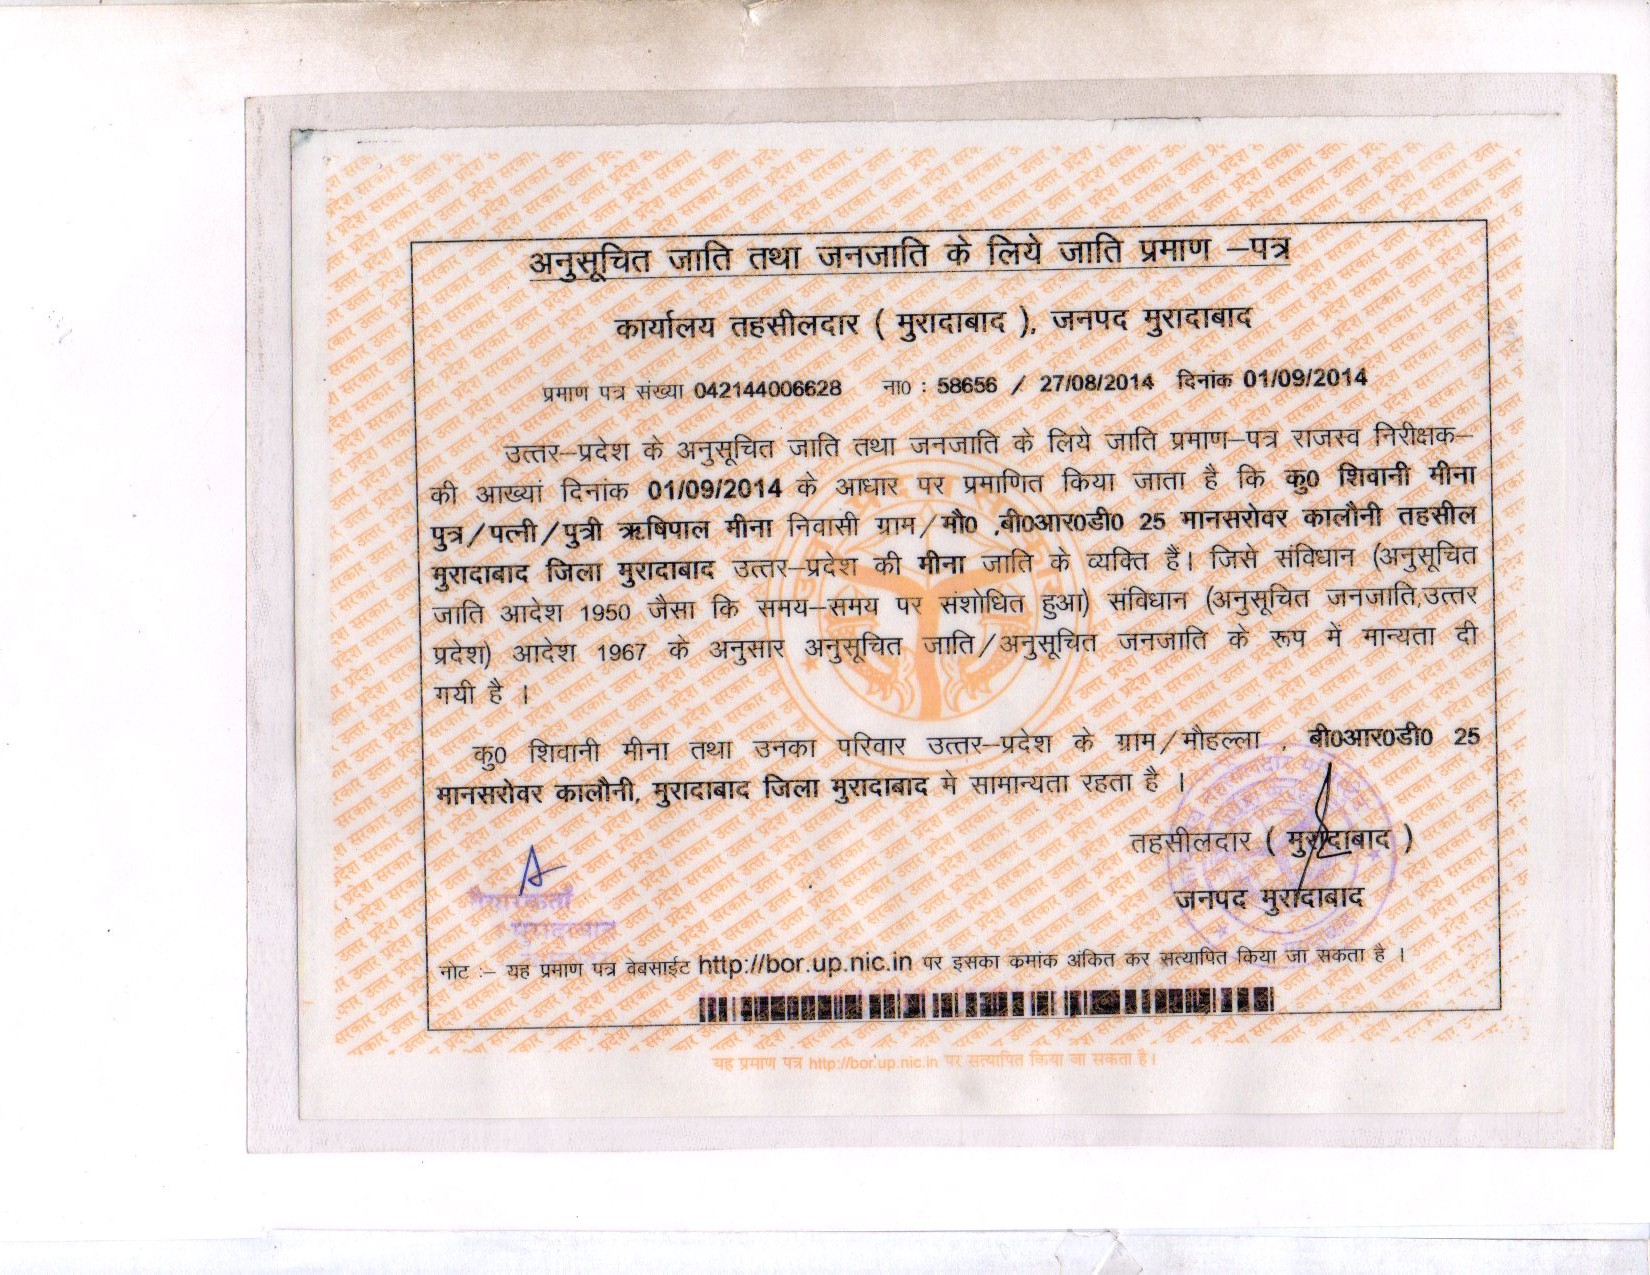 अनुसूचित जाति तथा जनजाति के लिये जाति प्रमाण –पत्र
कार्यालय तहसीलदार ( मुरादाबाद ), जनपद मुरादाबाद
प्रमाण पत्र संख्या 042144006628 ना0 : 58656 / 27/08/2014 दिनांक 01/09/2014
उत्तर–प्रदेश के अनुसूचित जाति तथा जनजाति के लिये जाति प्रमाण–पत्र राजस्व निरीक्षक–
की आख्यां दिनांक 01/09/2014 के आधार पर प्रमाणित किया जाता है कि कु0 शिवानी मीना
पुत्र/पत्नी/पुत्री ऋषिपाल मीना निवासी ग्राम/मौ0 ,बी0आर0डी0 25 मानसरोवर कालौनी तहसील
मुरादाबाद जिला मुरादाबाद उत्तर–प्रदेश की मीना जाति के व्यक्ति हैं। जिसे संविधान (अनुसूचित
जाति आदेश 1950 जैसा कि समय–समय पर संशोधित हुआ) संविधान (अनुसूचित जनजाति,उत्तर
प्रदेश) आदेश 1967 के अनुसार अनुसूचित जाति/अनुसूचित जनजाति के रूप में मान्यता दी
गयी है ।
कु0 शिवानी मीना तथा उनका परिवार उत्तर–प्रदेश के ग्राम/मौहल्ला , बी0आर0डी0 25
मानसरोवर कालौनी, मुरादाबाद जिला मुरादाबाद मे सामान्यता रहता है ।
तहसीलदार ( मुरादाबाद )
जनपद मुरादाबाद
नोट :– यह प्रमाण पत्र वेबसाईट http://bor.up.nic.in पर इसका कमांक अंकित कर सत्यापित किया जा सकता है ।
यह प्रमाण पत्र http://bor.up.nic.in पर सत्यापित किया जा सकता है।